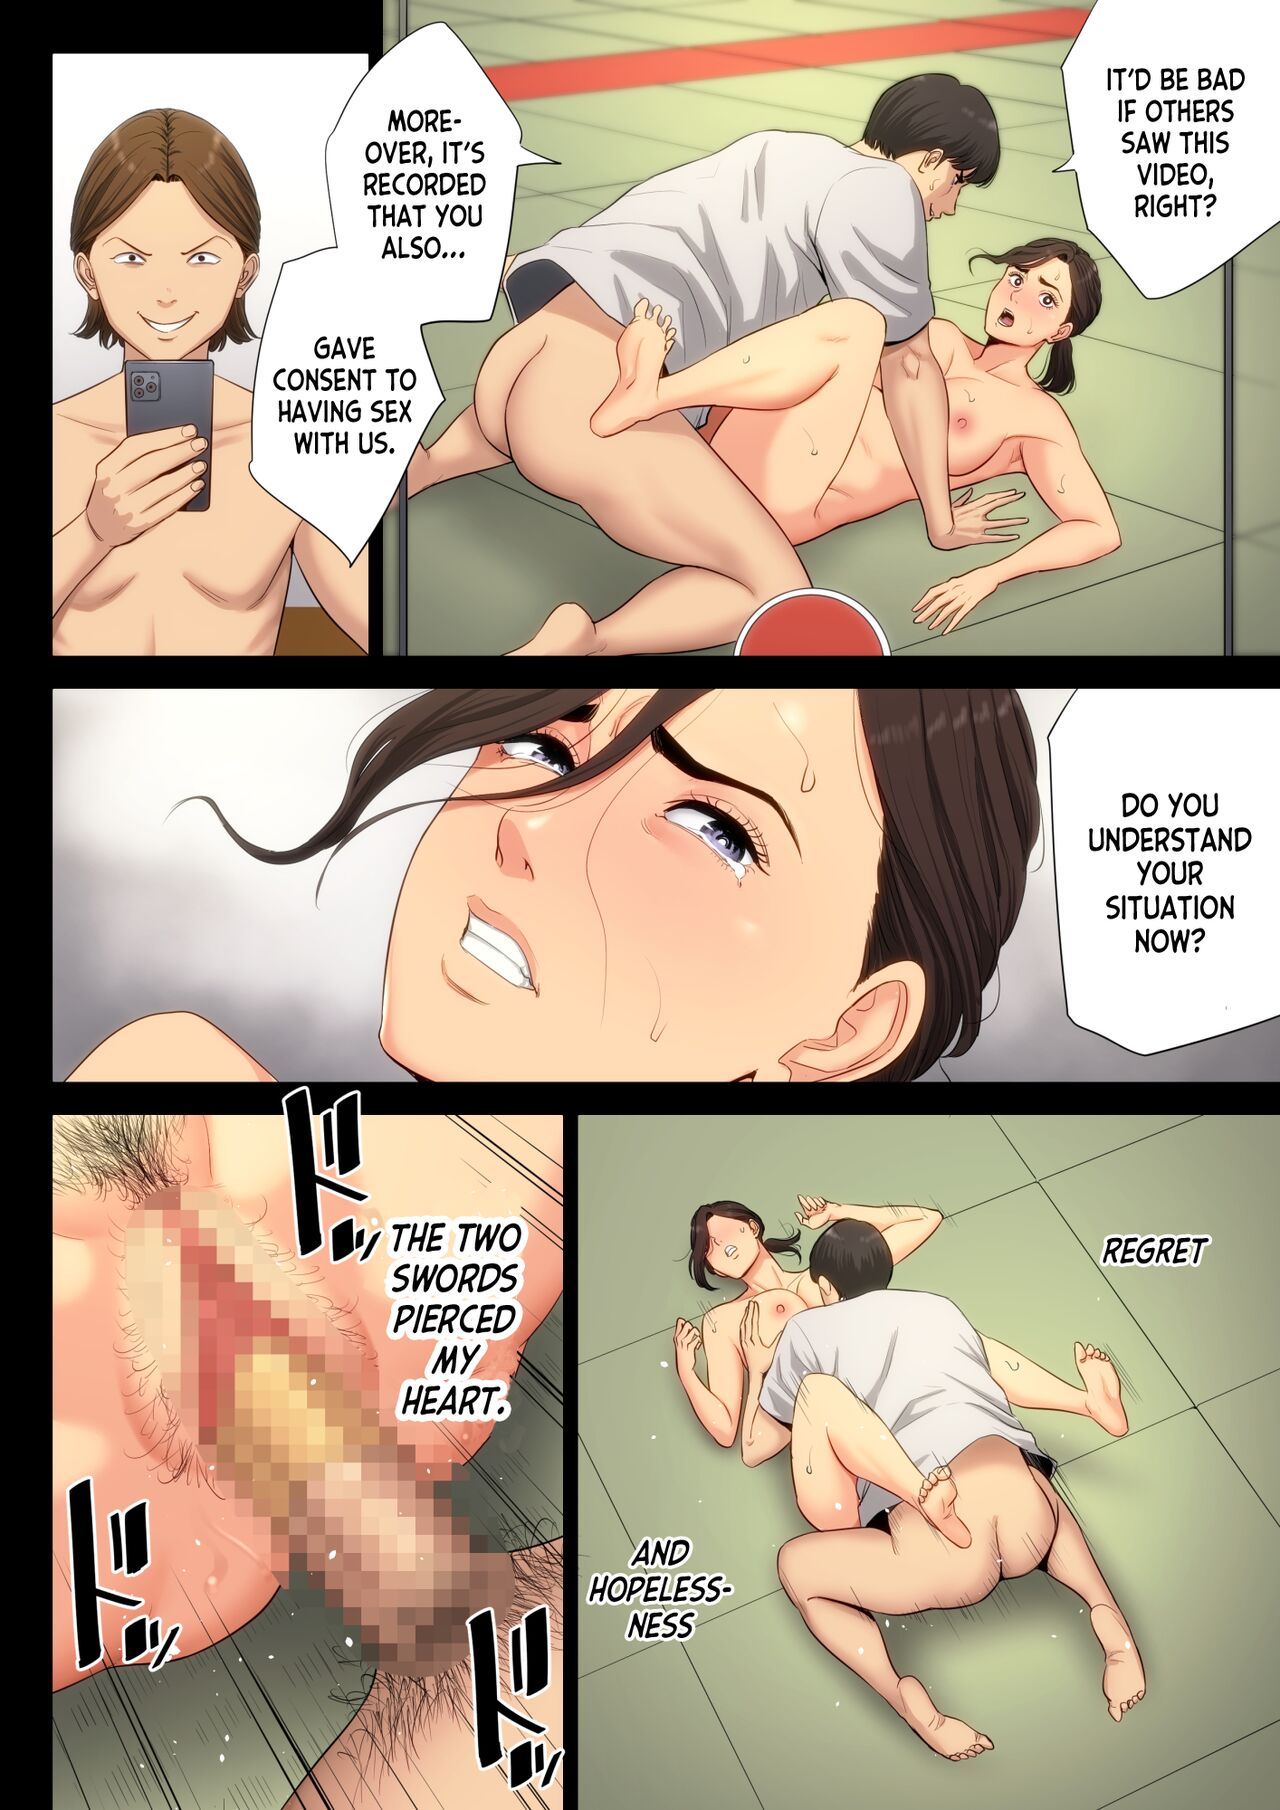 IT'D BE BAD
IF OTHERS
SAW THIS
VIDEO,
RIGHT?
MORE-
OVER, IT'S
RECORDED
THAT YOU
ALSO...
GAVE
CONSENT TO
HAVING SEX
WITH US.
DO YOU
UNDERSTAND
YOUR
SITUATION
NOW?
ドッ
THE TWO
SWORDS
PIERCED
MY
HEART.
ドッ
ドッ
REGRET
AND
HOPELESS-
NESS